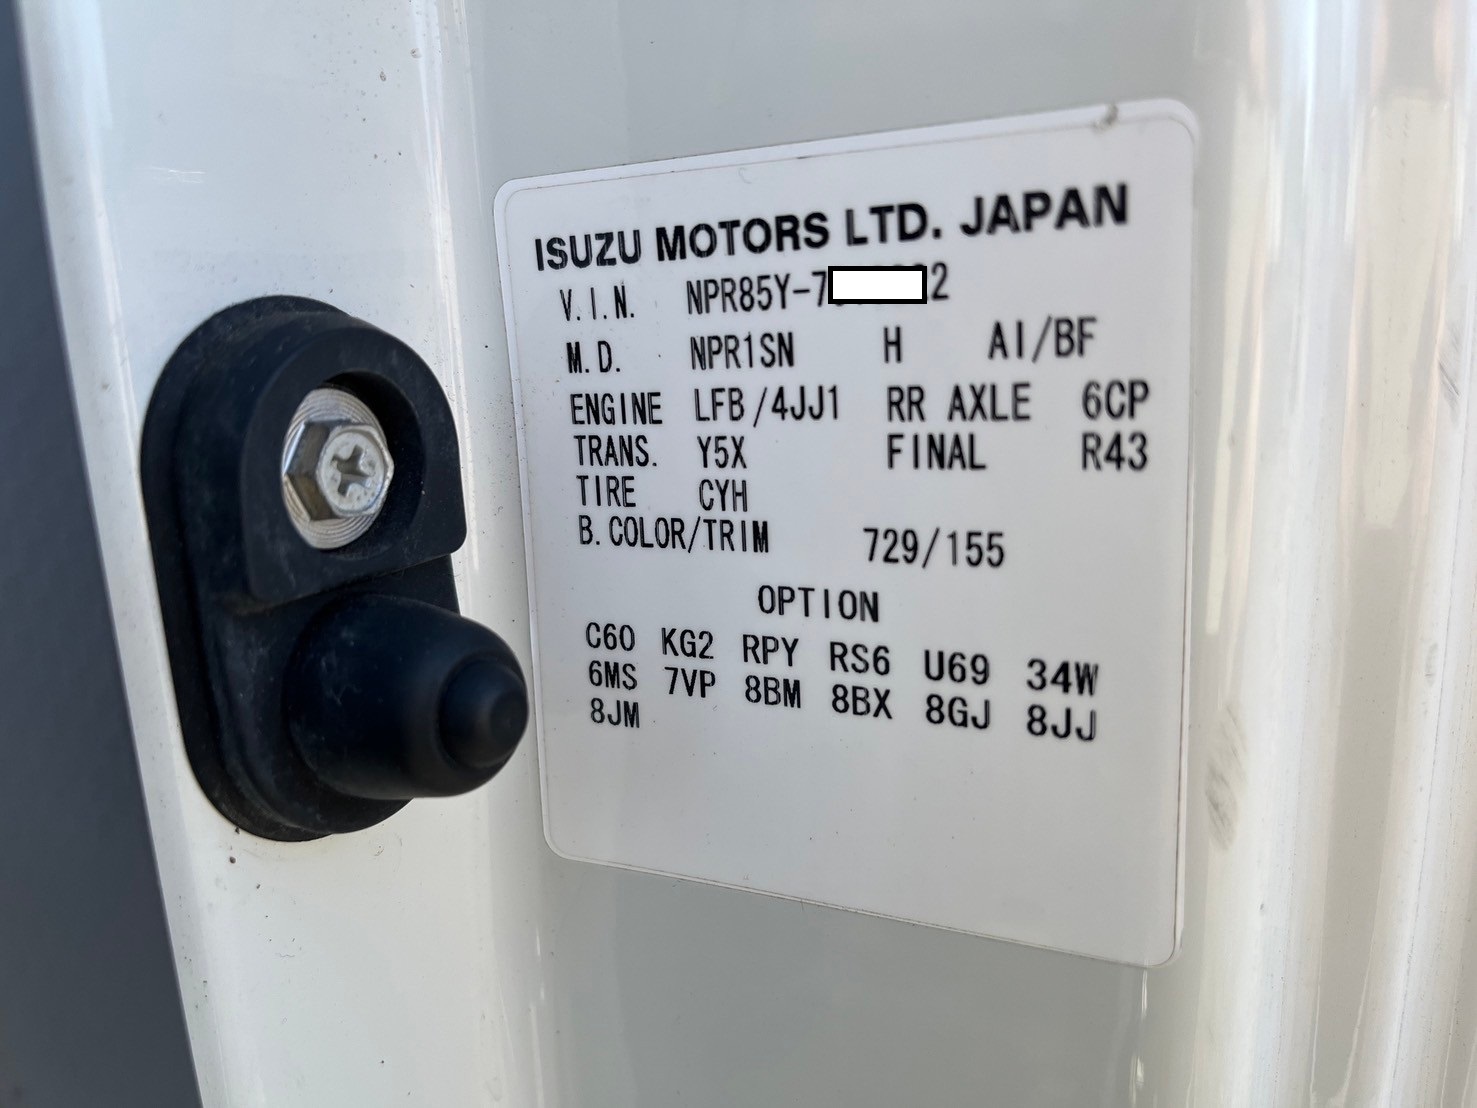 ISUZU MOTORS LTD. JAPAN
V.I.N. NPR85Y-7 2
M.D. NPR1SN H AI/BF
ENGINE LFB/4JJ1 RR AXLE 6CP
TRANS. Y5X FINAL R43
TIRE CYH
B.COLOR/TRIM 729/155
OPTION
C60 KG2 RPY RS6 U69 34W
6MS 7VP 8BM 8BX 8GJ 8JJ
8JM